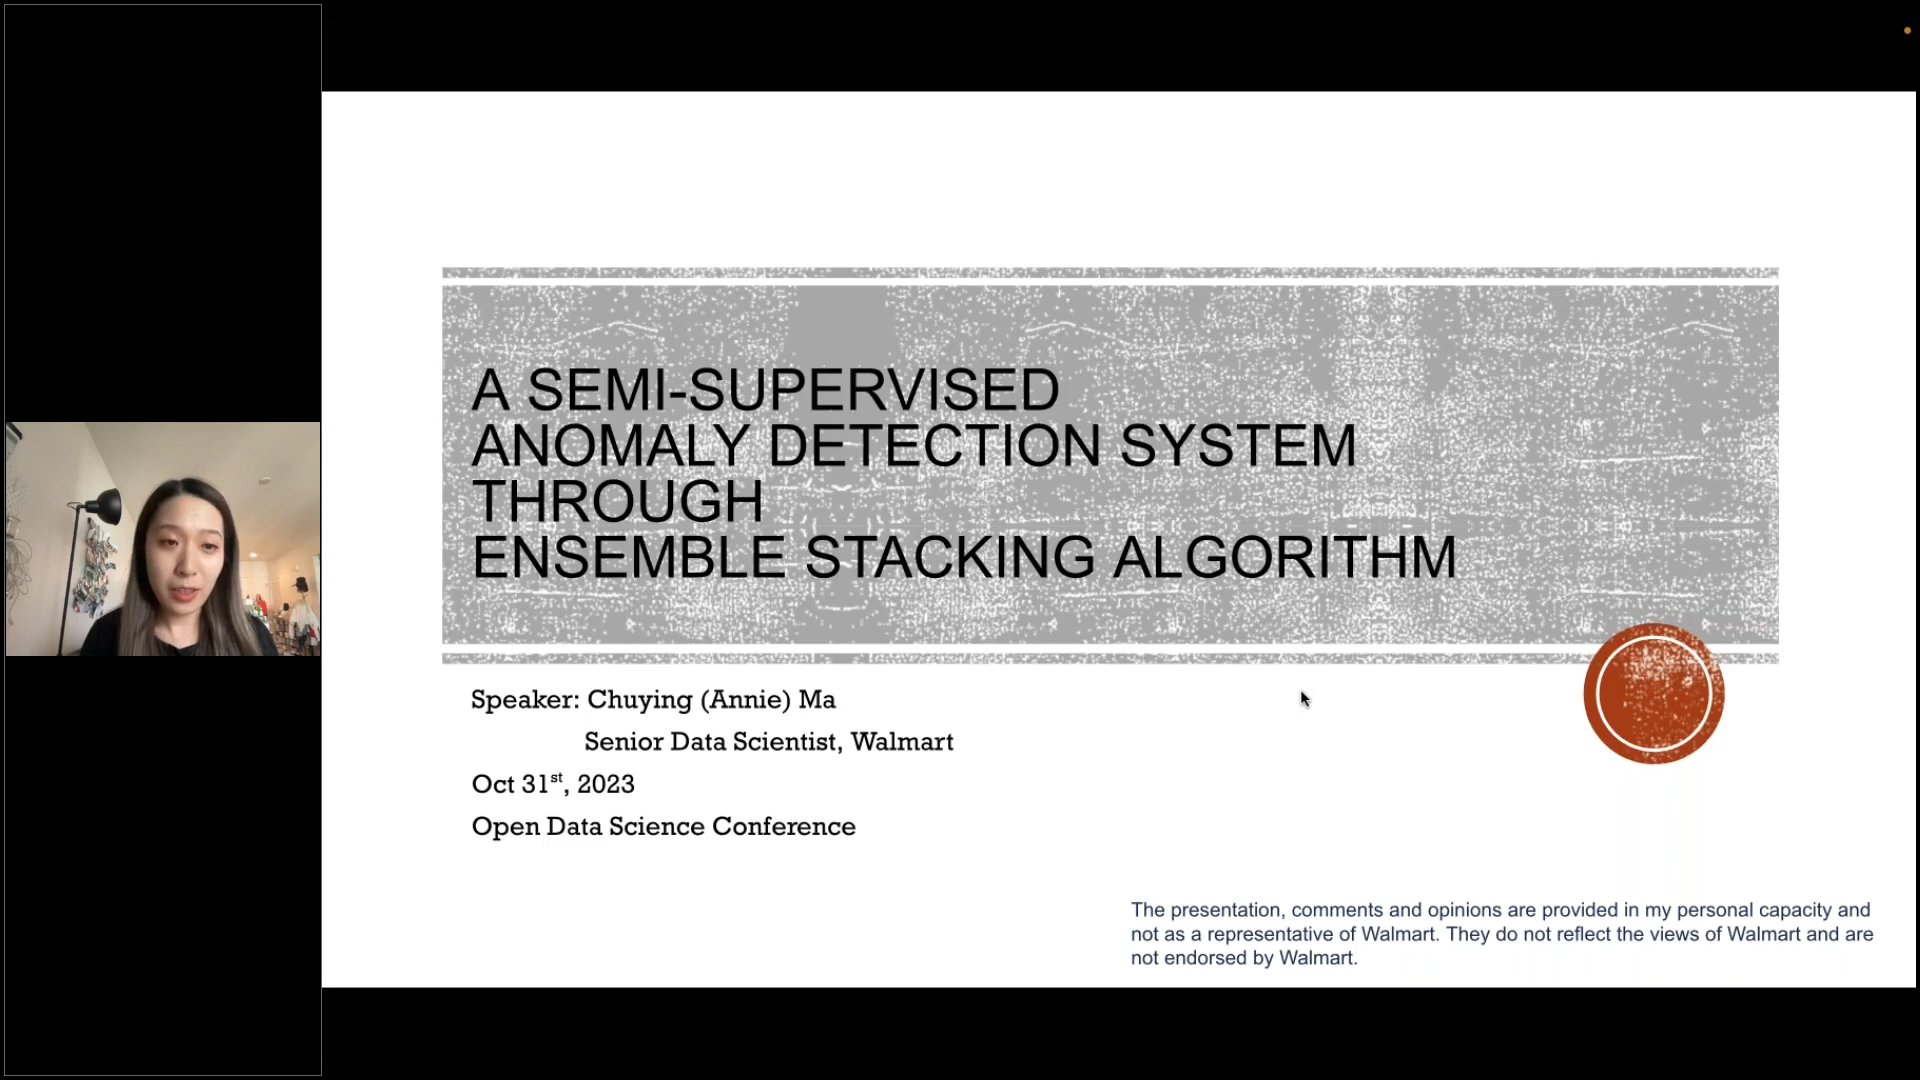 A SEMI-SUPERVISED
ANOMALY DETECTION SYSTEM
THROUGH
ENSEMBLE STACKING ALGORITHM
Speaker: Chuying (Annie) Ma
Senior Data Scientist, Walmart
Oct 31st, 2023
Open Data Science Conference
The presentation, comments and opinions are provided in my personal capacity and
not as a representative of Walmart. They do not reflect the views of Walmart and are
not endorsed by Walmart.